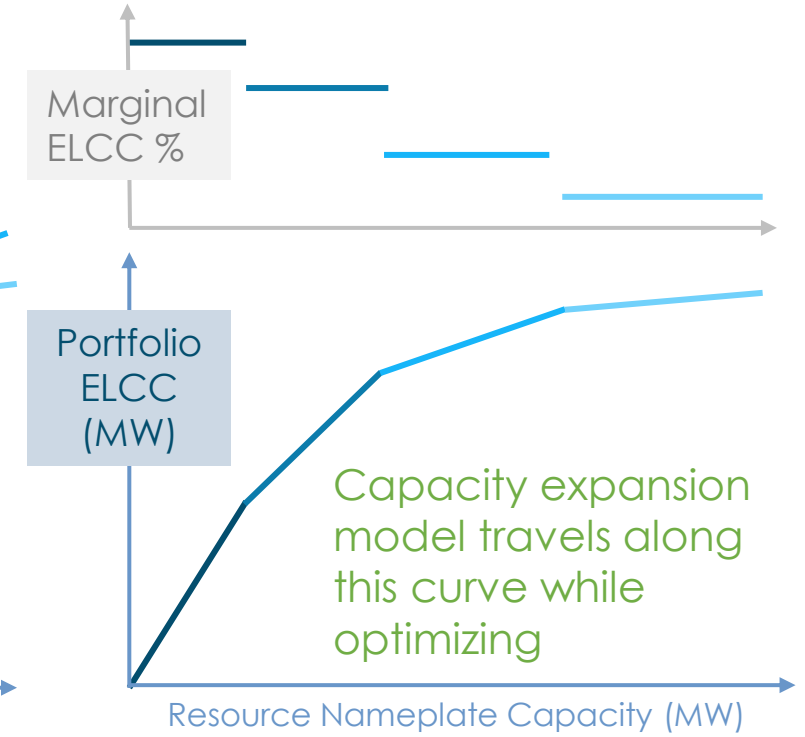 Marginal
ELCC %
Portfolio
ELCC
(MW)
Capacity expansion
model travels along
this curve while
optimizing
Resource Nameplate Capacity (MW)